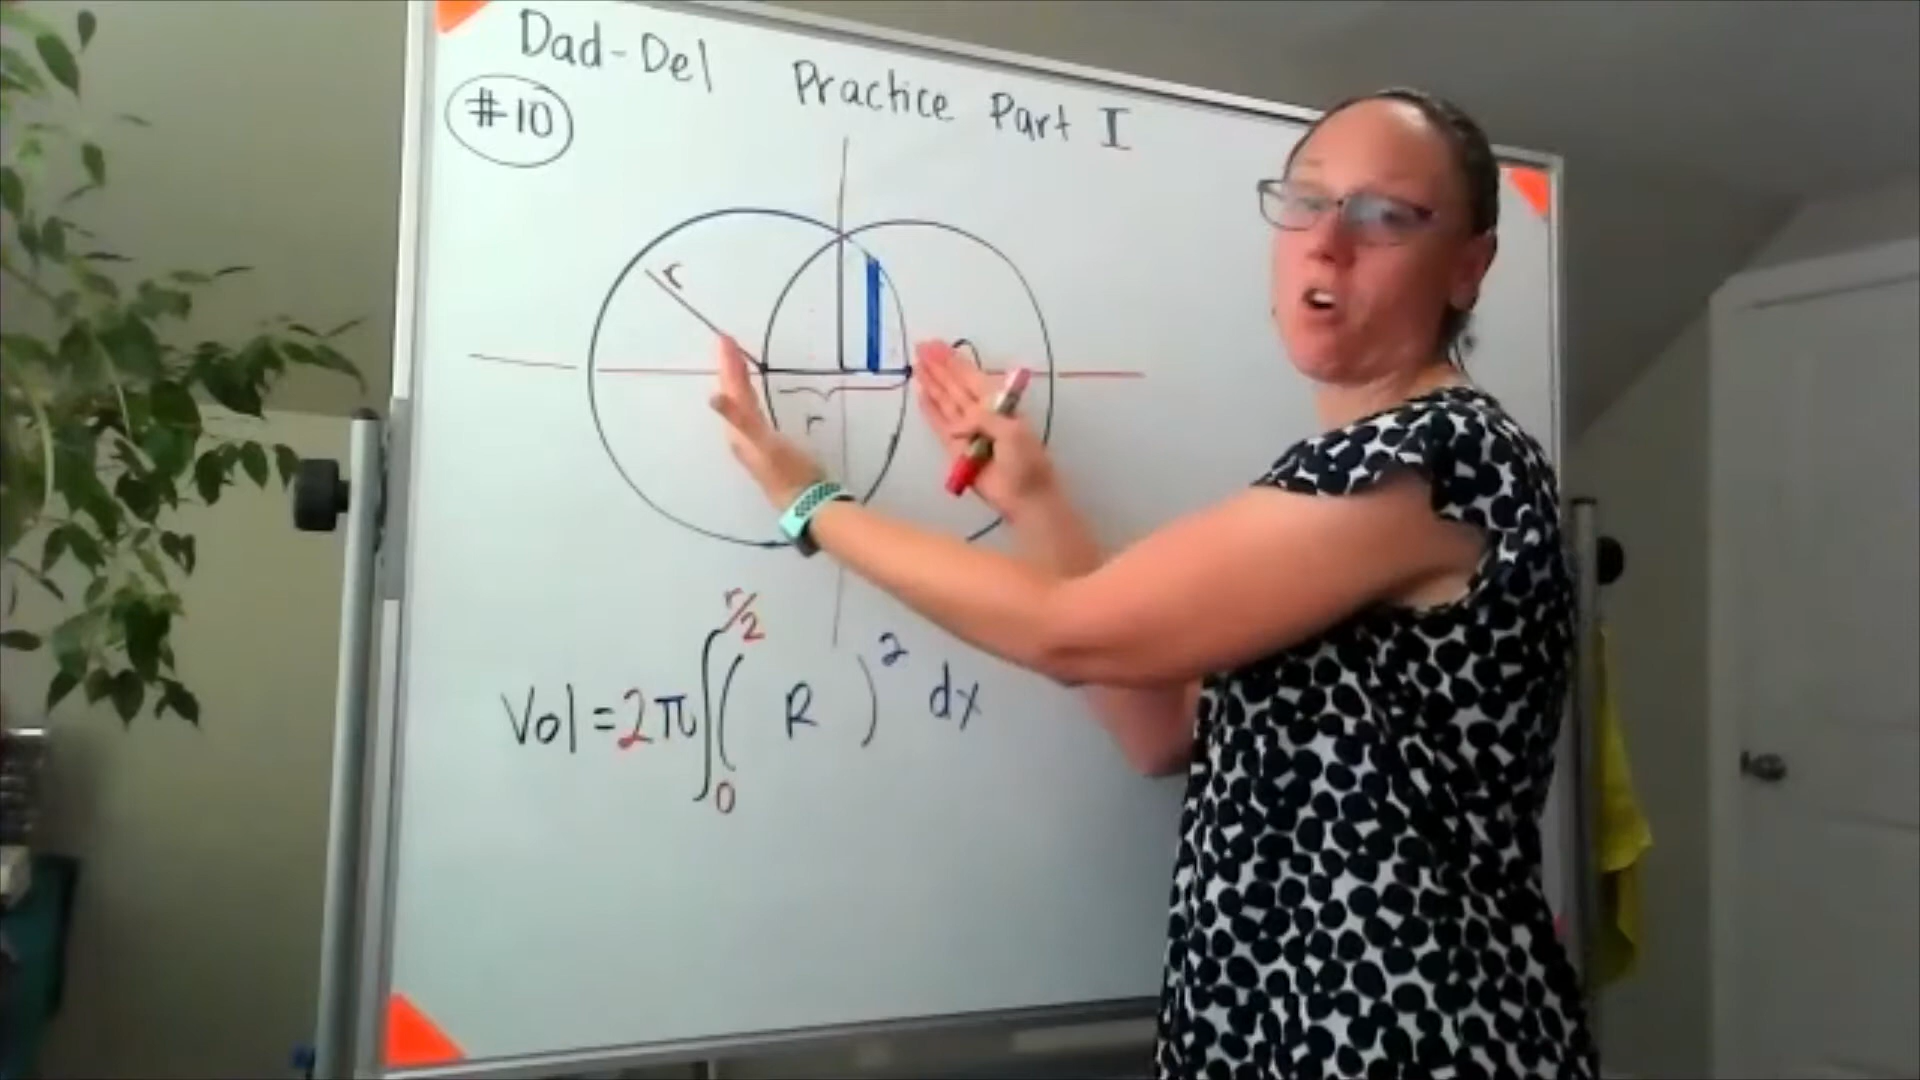 Dad-Del Practice Part I
#10
r
r
Vol = 2π∫₀^(r/2) ( R )² dx